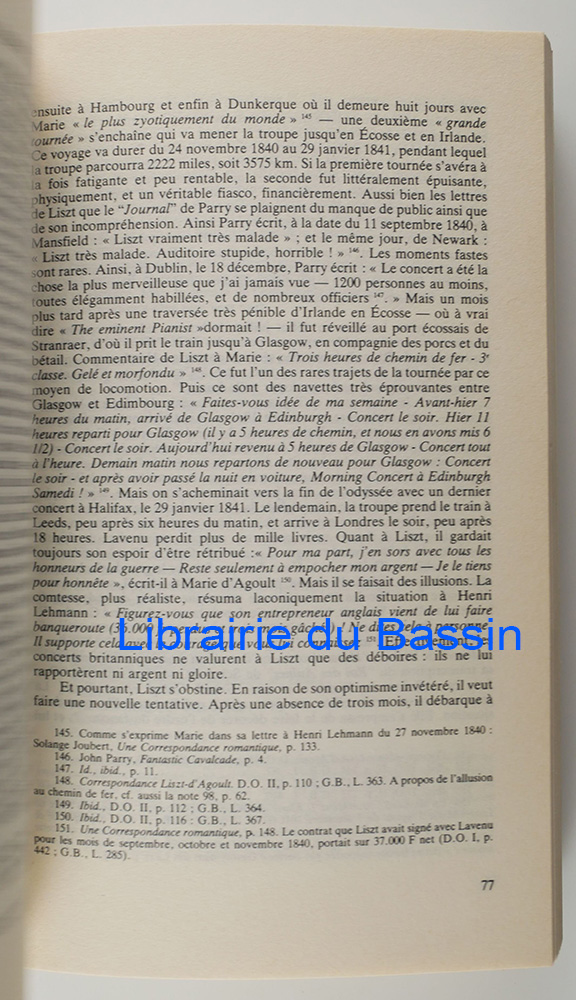 ensuite à Hambourg et enfin à Dunkerque où il demeure huit jours avec
Marie « le plus zyotiquement du monde » 145 — une deuxième « grande
tournée » s'enchaîne qui va mener la troupe jusqu'en Écosse et en Irlande.
Ce voyage va durer du 24 novembre 1840 au 29 janvier 1841, pendant lequel
la troupe parcourra 2222 miles, soit 3575 km. Si la première tournée s'avéra à
la fois fatigante et peu rentable, la seconde fut littéralement épuisante,
physiquement, et un véritable fiasco, financièrement. Aussi bien les lettres
de Liszt que le "Journal" de Parry se plaignent du manque de public ainsi que
de son incompréhension. Ainsi Parry écrit, à la date du 11 septembre 1840, à
Mansfield : « Liszt vraiment très malade » ; et le même jour, de Newark :
« Liszt très malade. Auditoire stupide, horrible ! » 146. Les moments fastes
sont rares. Ainsi, à Dublin, le 18 décembre, Parry écrit : « Le concert a été la
chose la plus merveilleuse que j'ai jamais vue — 1200 personnes au moins,
toutes élégamment habillées, et de nombreux officiers 147. » Mais un mois
plus tard après une traversée très pénible d'Irlande en Écosse — où à vrai
dire « The eminent Pianist »dormait ! — il fut réveillé au port écossais de
Stranraer, d'où il prit le train jusqu'à Glasgow, en compagnie des porcs et du
bétail. Commentaire de Liszt à Marie : « Trois heures de chemin de fer - 3e
classe. Gelé et morfondu » 148. Ce fut l'un des rares trajets de la tournée par ce
moyen de locomotion. Puis ce sont des navettes très éprouvantes entre
Glasgow et Edimbourg : « Faites-vous idée de ma semaine - Avant-hier 7
heures du matin, arrivé de Glasgow à Edinburgh - Concert le soir. Hier 11
heures reparti pour Glasgow (il y a 5 heures de chemin, et nous en avons mis 6
1/2) - Concert le soir. Aujourd'hui revenu à 5 heures de Glasgow - Concert tout
à l'heure. Demain matin nous repartons de nouveau pour Glasgow : Concert
le soir - et après avoir passé la nuit en voiture, Morning Concert à Edinburgh
Samedi ! » 149. Mais on s'acheminait vers la fin de l'odyssée avec un dernier
concert à Halifax, le 29 janvier 1841. Le lendemain, la troupe prend le train à
Leeds, peu après six heures du matin, et arrive à Londres le soir, peu après
18 heures. Lavenu perdit plus de mille livres. Quant à Liszt, il gardait
toujours son espoir d'être rétribué :« Pour ma part, j'en sors avec tous les
honneurs de la guerre — Reste seulement à empocher mon argent — Je le tiens
pour honnête », écrit-il à Marie d'Agoult 150. Mais il se faisait des illusions. La
comtesse, plus réaliste, résuma laconiquement la situation à Henri
Lehmann : « Figurez-vous que son entrepreneur anglais vient de lui faire
banqueroute
Librairie du Bassin
Il supporte 151
concerts britanniques ne valurent à Liszt que des déboires : ils ne lui
rapportèrent ni argent ni gloire.
Et pourtant, Liszt s'obstine. En raison de son optimisme invétéré, il veut
faire une nouvelle tentative. Après une absence de trois mois, il débarque à
145. Comme s'exprime Marie dans sa lettre à Henri Lehmann du 27 novembre 1840 :
Solange Joubert, Une Correspondance romantique, p. 133.
146. John Parry, Fantastic Cavalcade, p. 4.
147. Id., ibid., p. 11.
148. Correspondance Liszt-d'Agoult. D.O. II, p. 110 ; G.B., L. 363. A propos de l'allusion
au chemin de fer, cf. aussi la note 98, p. 62.
149. Ibid., D.O. II, p. 112 ; G.B., L. 364.
150. Ibid., D.O. II, p. 116 : G.B., L. 367.
151. Une Correspondance romantique, p. 148. Le contrat que Liszt avait signé avec Lavenu
pour les mois de septembre, octobre et novembre 1840, portait sur 37.000 F net (D.O. I, p.
442 ; G.B., L. 285).
77